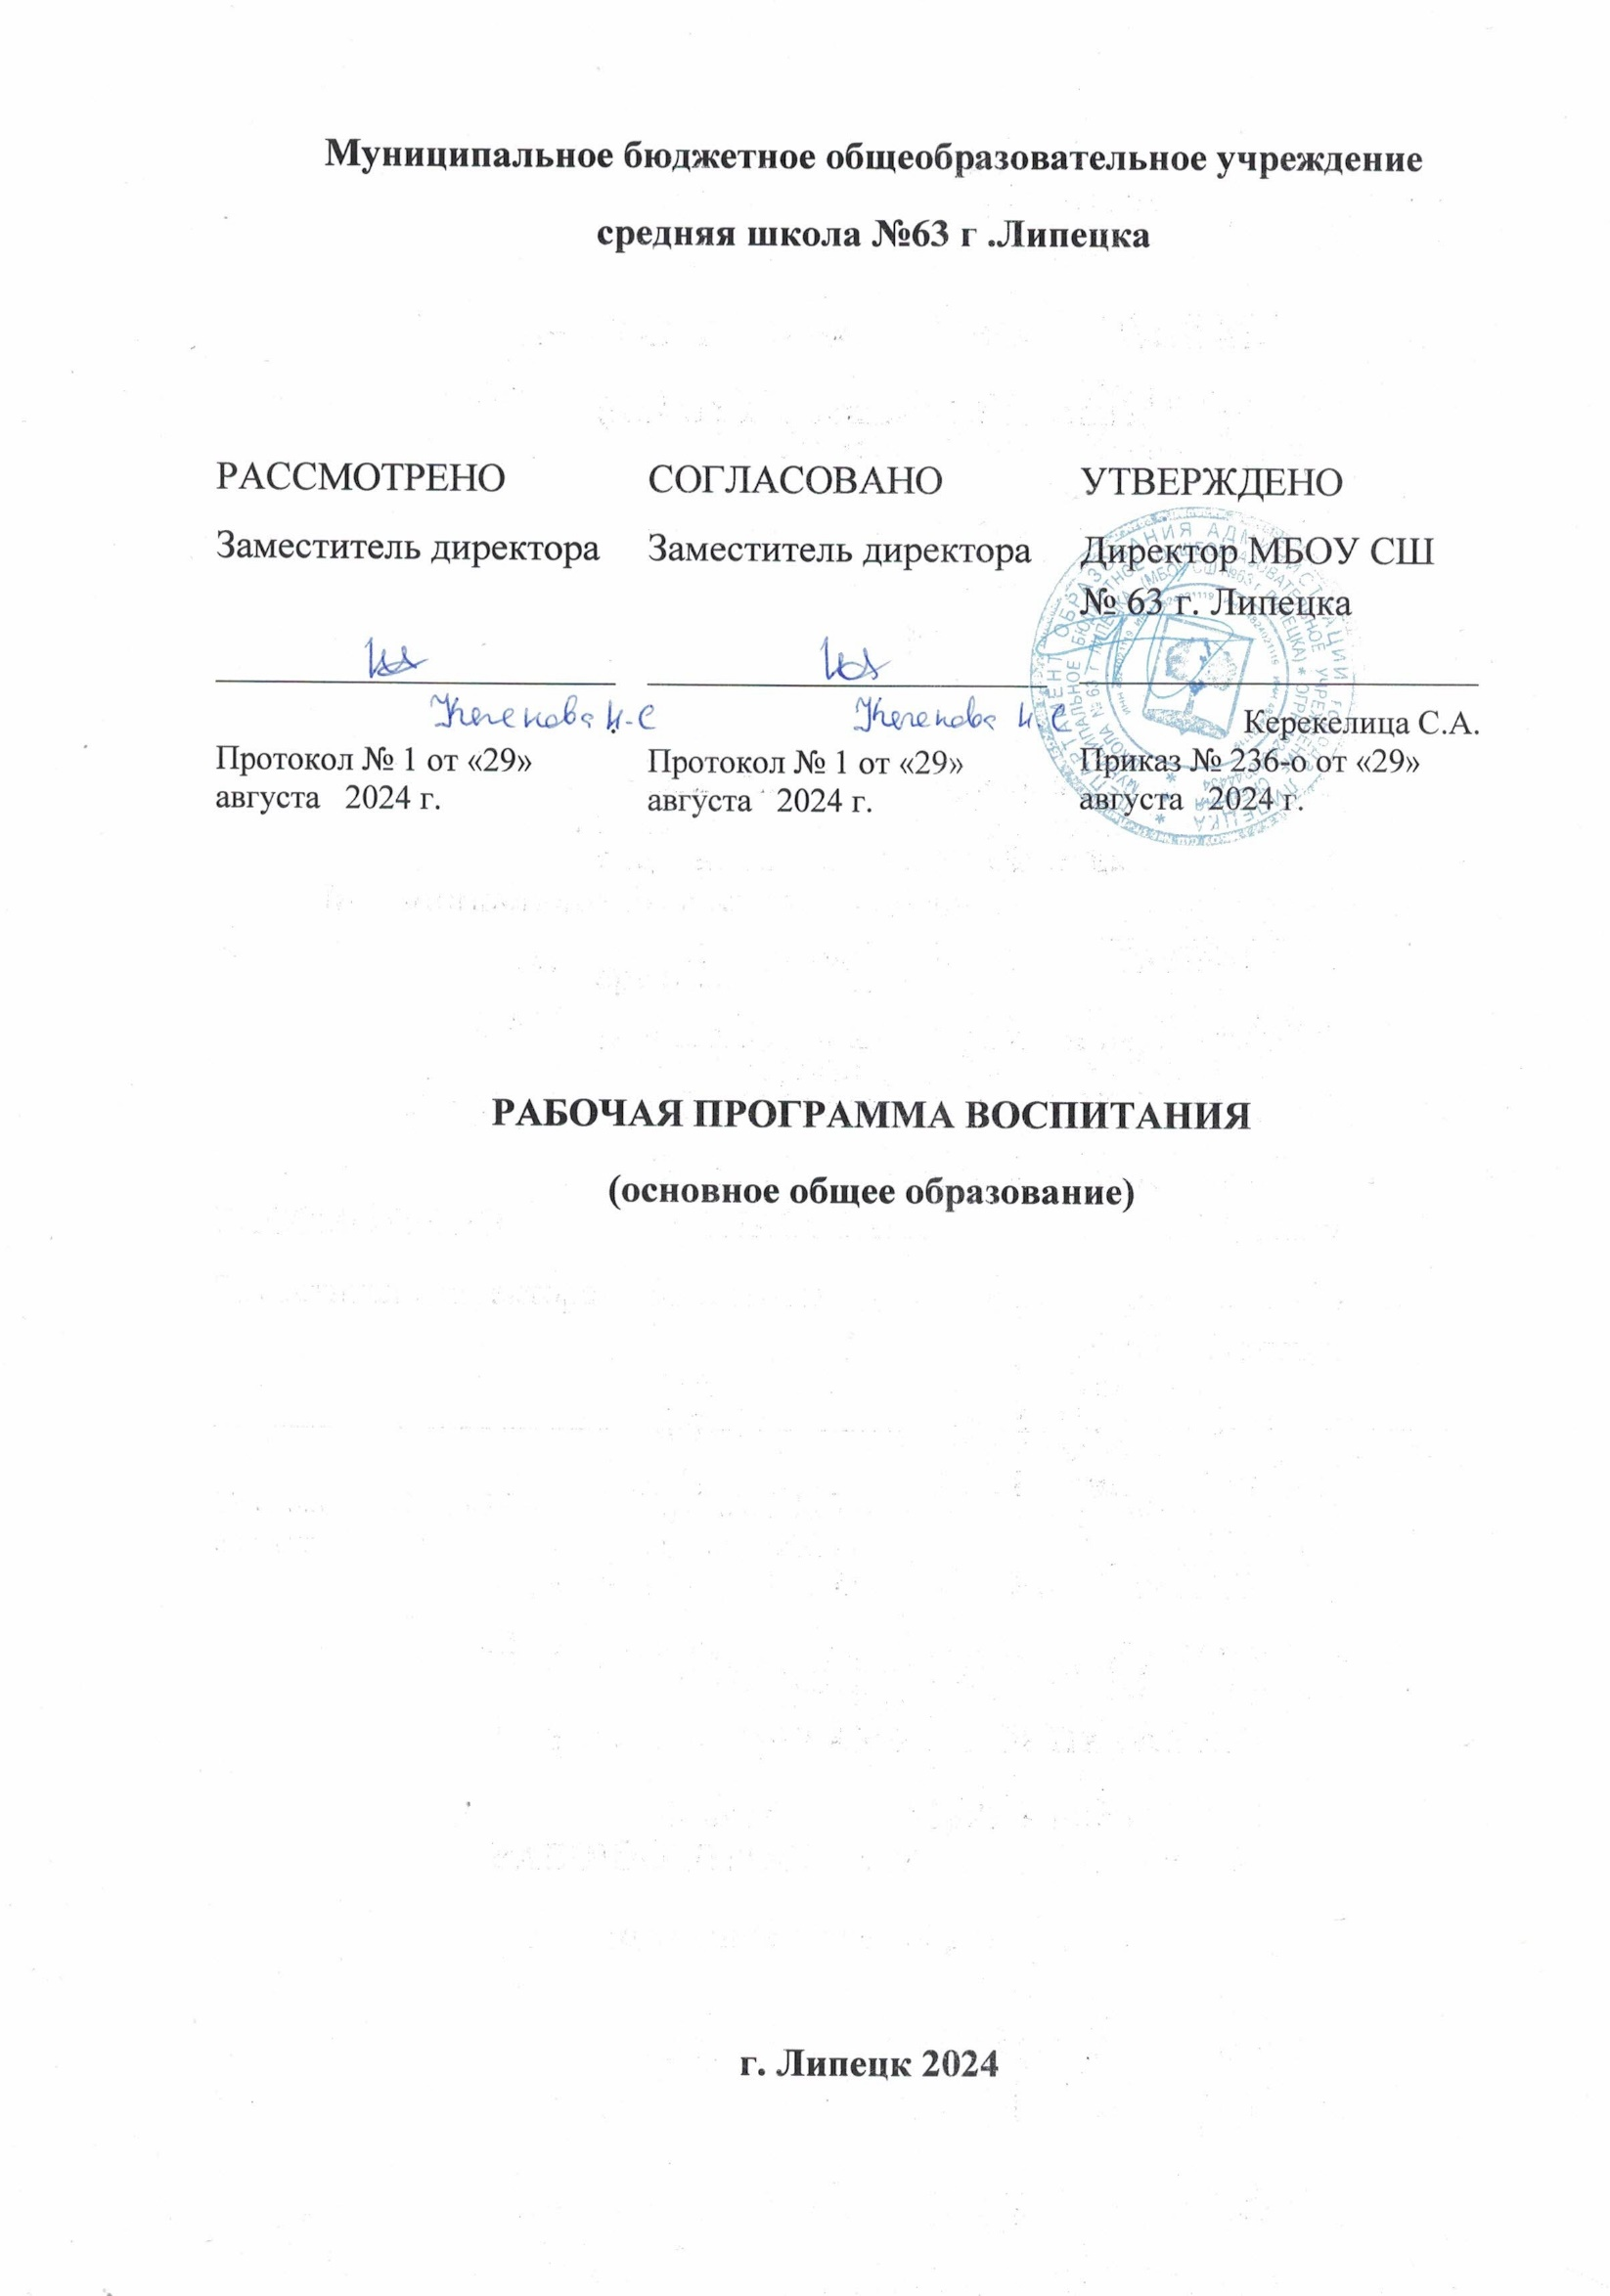 Муниципальное бюджетное общеобразовательное учреждение
средняя школа №63 г .Липецка
РАССМОТРЕНО
Заместитель директора
Протокол № 1 от «29»
августа 2024 г.
СОГЛАСОВАНО
Заместитель директора
Протокол № 1 от «29»
августа 2024 г.
УТВЕРЖДЕНО
Директор МБОУ СШ
№ 63 г. Липецка
Керекелица С.А.
Приказ № 236-о от «29»
августа 2024 г.
РАБОЧАЯ ПРОГРАММА ВОСПИТАНИЯ
(основное общее образование)
г. Липецк 2024